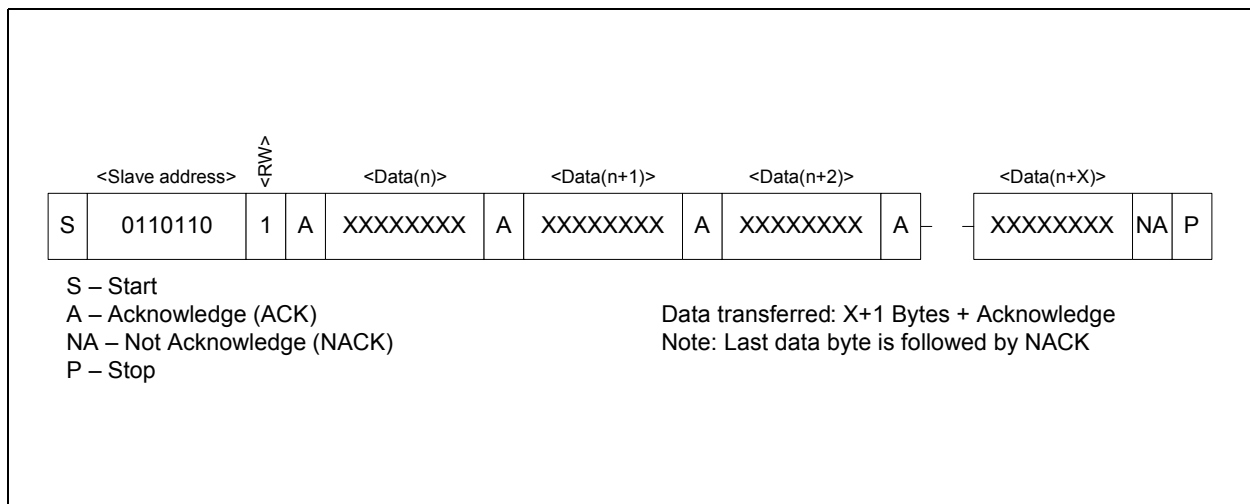 <Slave address> <RW> <Data(n)> <Data(n+1)> <Data(n+2)> <Data(n+X)>
S 0110110 1 A XXXXXXXX A XXXXXXXX A XXXXXXXX A XXXXXXXX NA P
S – Start
A – Acknowledge (ACK)
NA – Not Acknowledge (NACK)
P – Stop
Data transferred: X+1 Bytes + Acknowledge
Note: Last data byte is followed by NACK